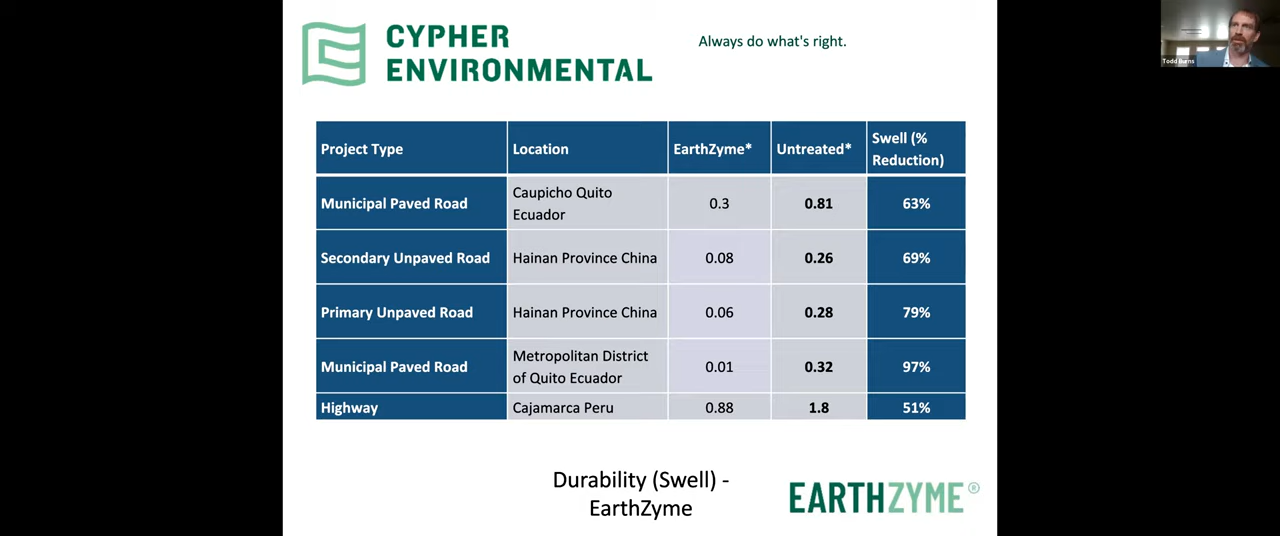 CYPHER
ENVIRONMENTAL
Always do what's right.
Todd Burns
Project Type
Location
EarthZyme*
Untreated*
Swell (%
Reduction)
Municipal Paved Road
Caupicho Quito
Ecuador
0.3
0.81
63%
Secondary Unpaved Road
Hainan Province China
0.08
0.26
69%
Primary Unpaved Road
Hainan Province China
0.06
0.28
79%
Municipal Paved Road
Metropolitan District
of Quito Ecuador
0.01
0.32
97%
Highway
Cajamarca Peru
0.88
1.8
51%
Durability (Swell) -
EarthZyme
EARTHZYME®